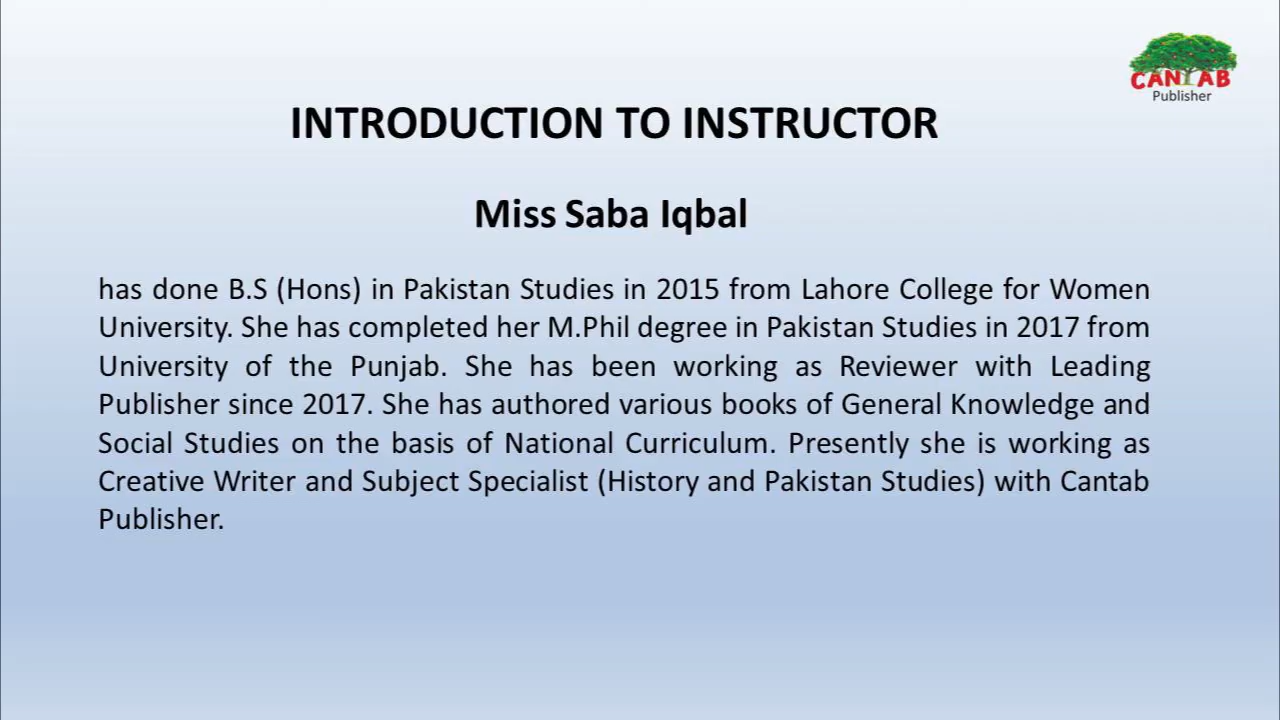 CANTAB
Publisher
INTRODUCTION TO INSTRUCTOR
Miss Saba Iqbal
has done B.S (Hons) in Pakistan Studies in 2015 from Lahore College for Women
University. She has completed her M.Phil degree in Pakistan Studies in 2017 from
University of the Punjab. She has been working as Reviewer with Leading
Publisher since 2017. She has authored various books of General Knowledge and
Social Studies on the basis of National Curriculum. Presently she is working as
Creative Writer and Subject Specialist (History and Pakistan Studies) with Cantab
Publisher.